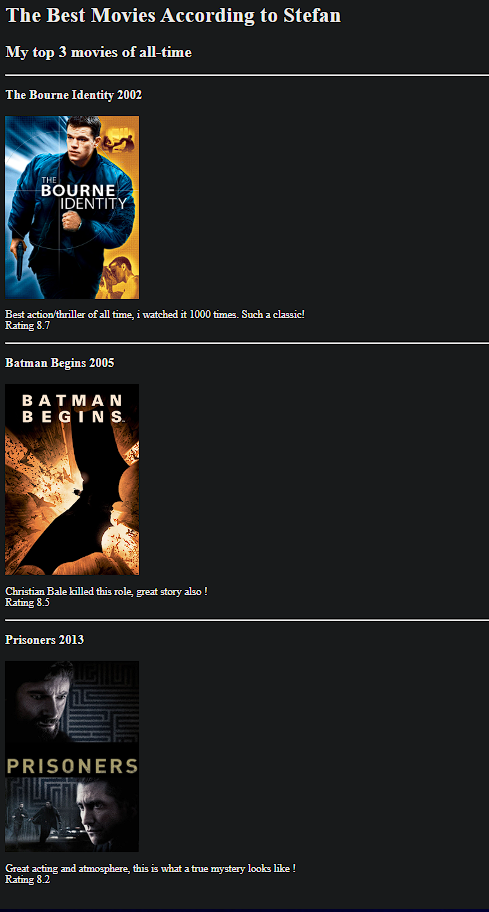 The Best Movies According to Stefan
My top 3 movies of all-time
The Bourne Identity 2002
THE
BOURNE
IDENTITY
Best action/thriller of all time, i watched it 1000 times. Such a classic!
Rating 8.7
Batman Begins 2005
BATMAN
BEGINS
Christian Bale killed this role, great story also !
Rating 8.5
Prisoners 2013
PRISONERS
Great acting and atmosphere, this is what a true mystery looks like !
Rating 8.2